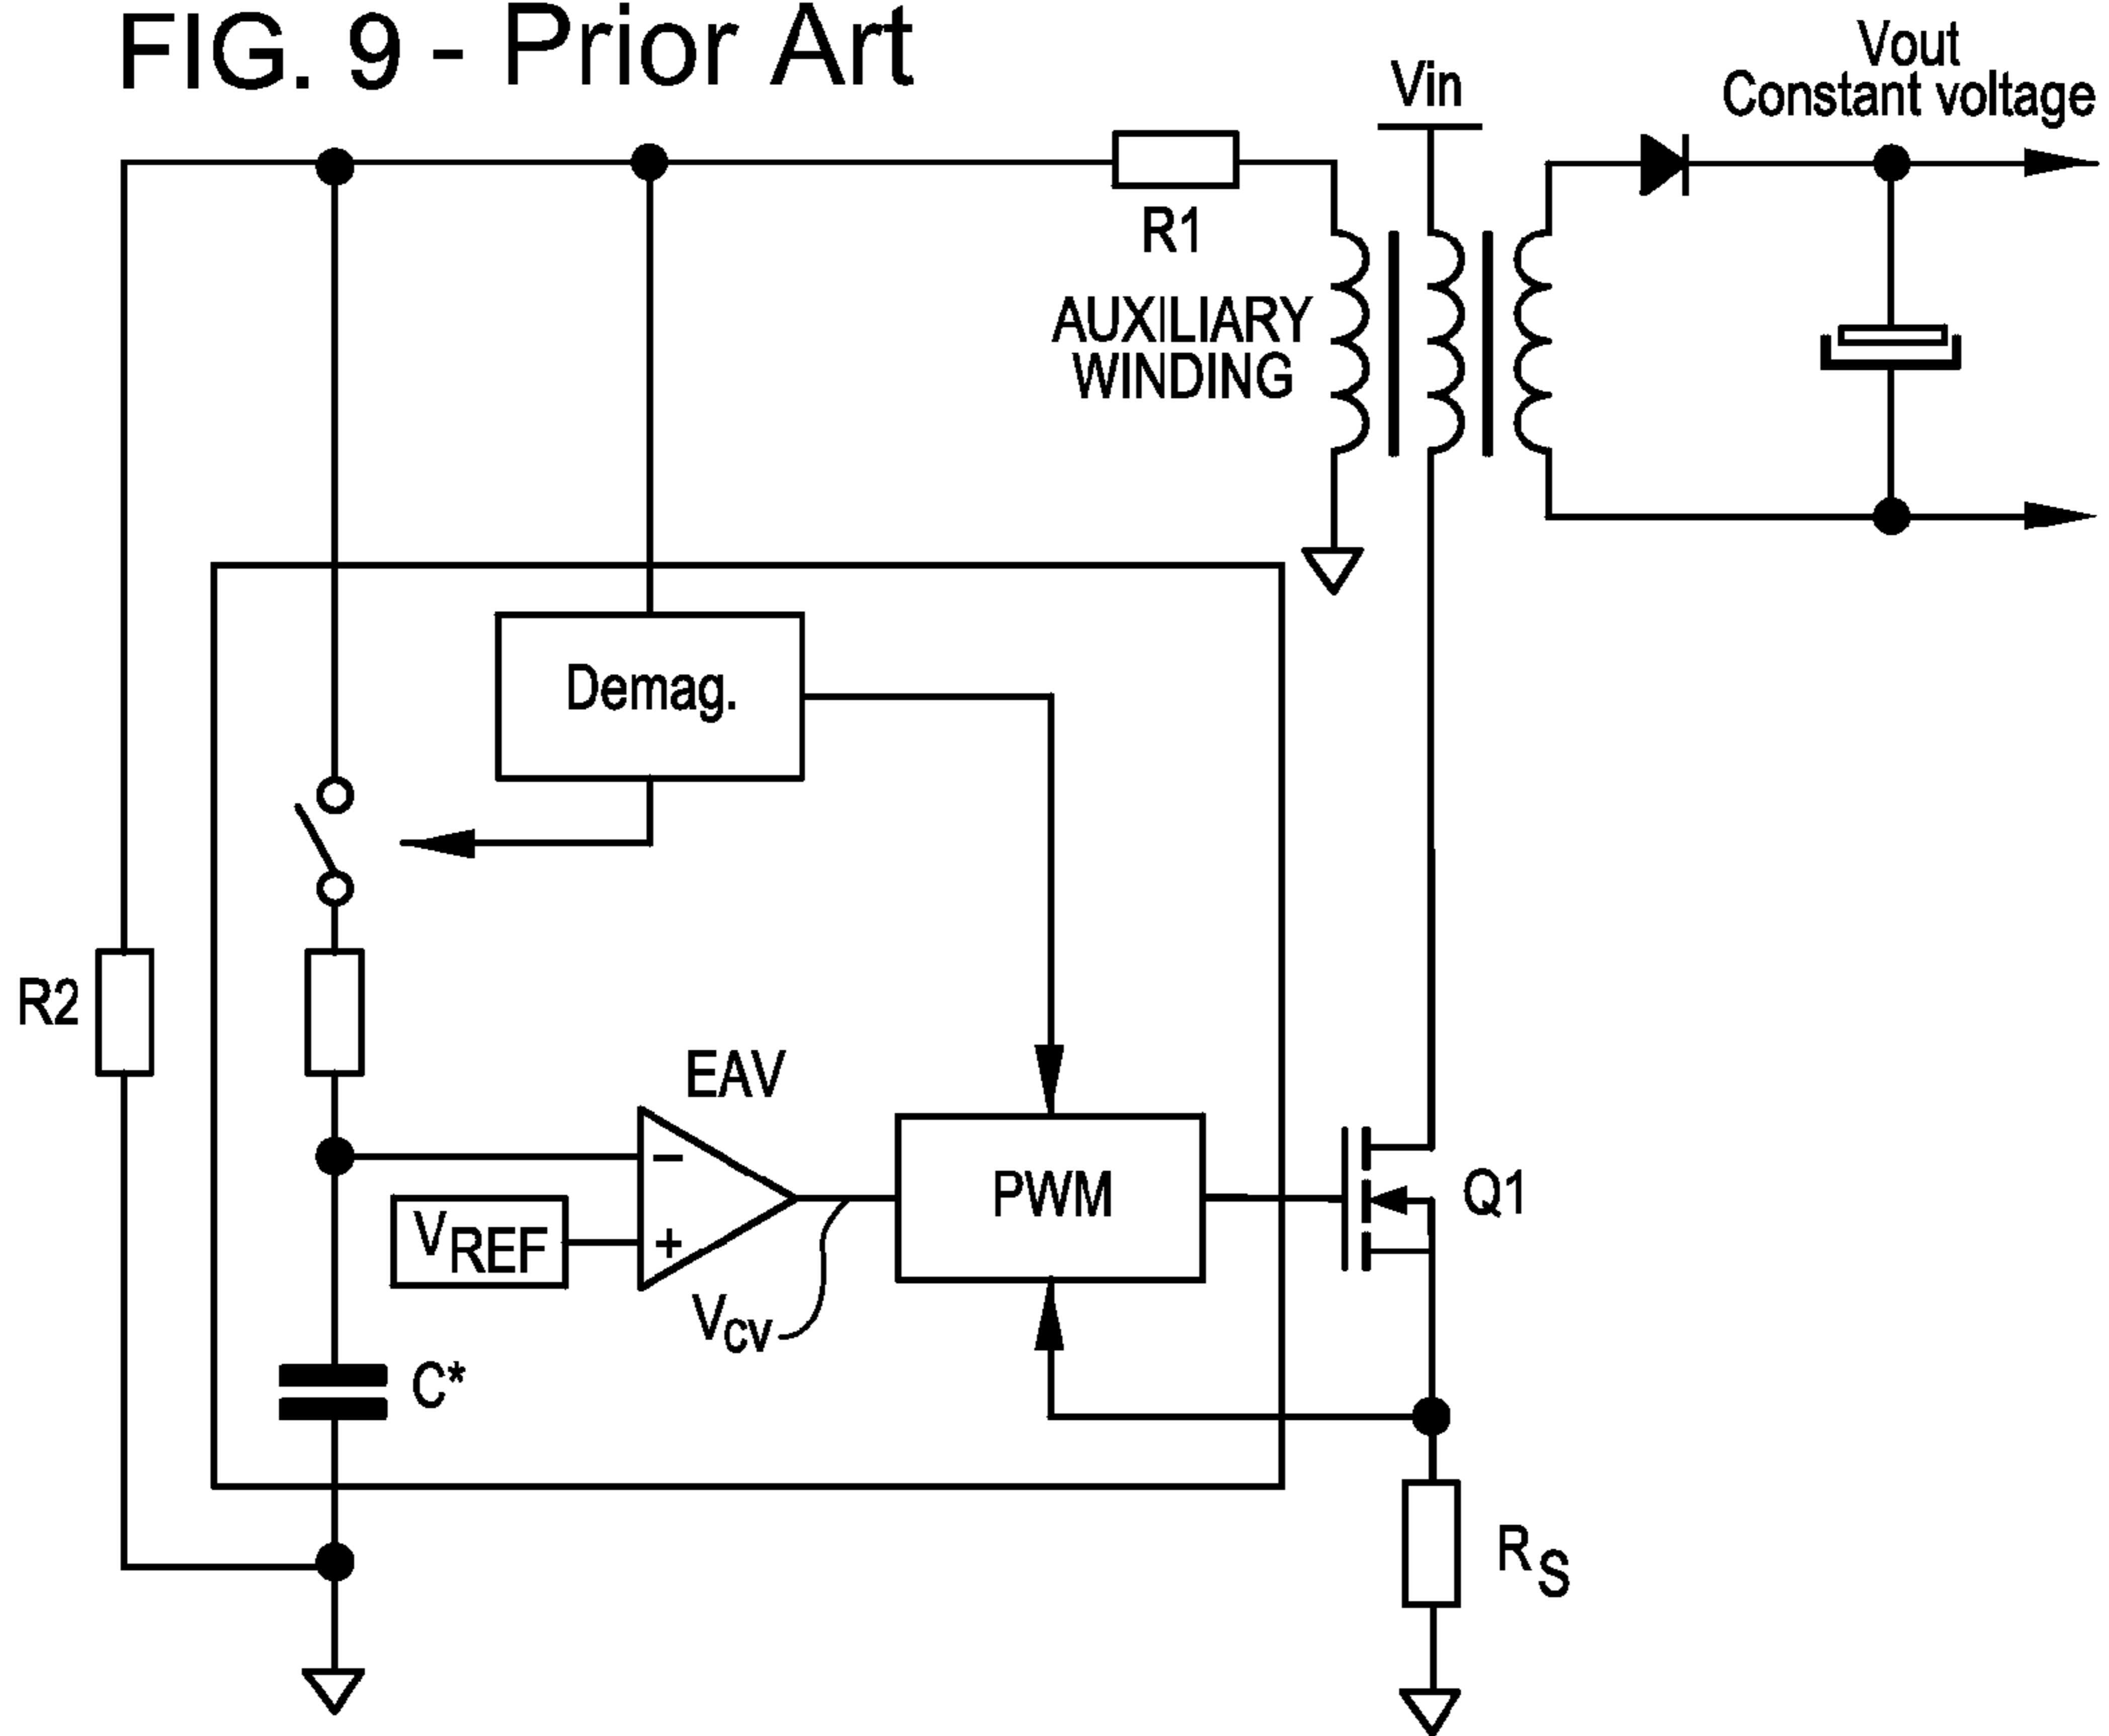 FIG. 9 - Prior Art
Vin
Vout
Constant voltage
R1
AUXILIARY
WINDING
Demag.
R2
EAV
PWM
Q1
VREF
−
+
VCV
C*
RS